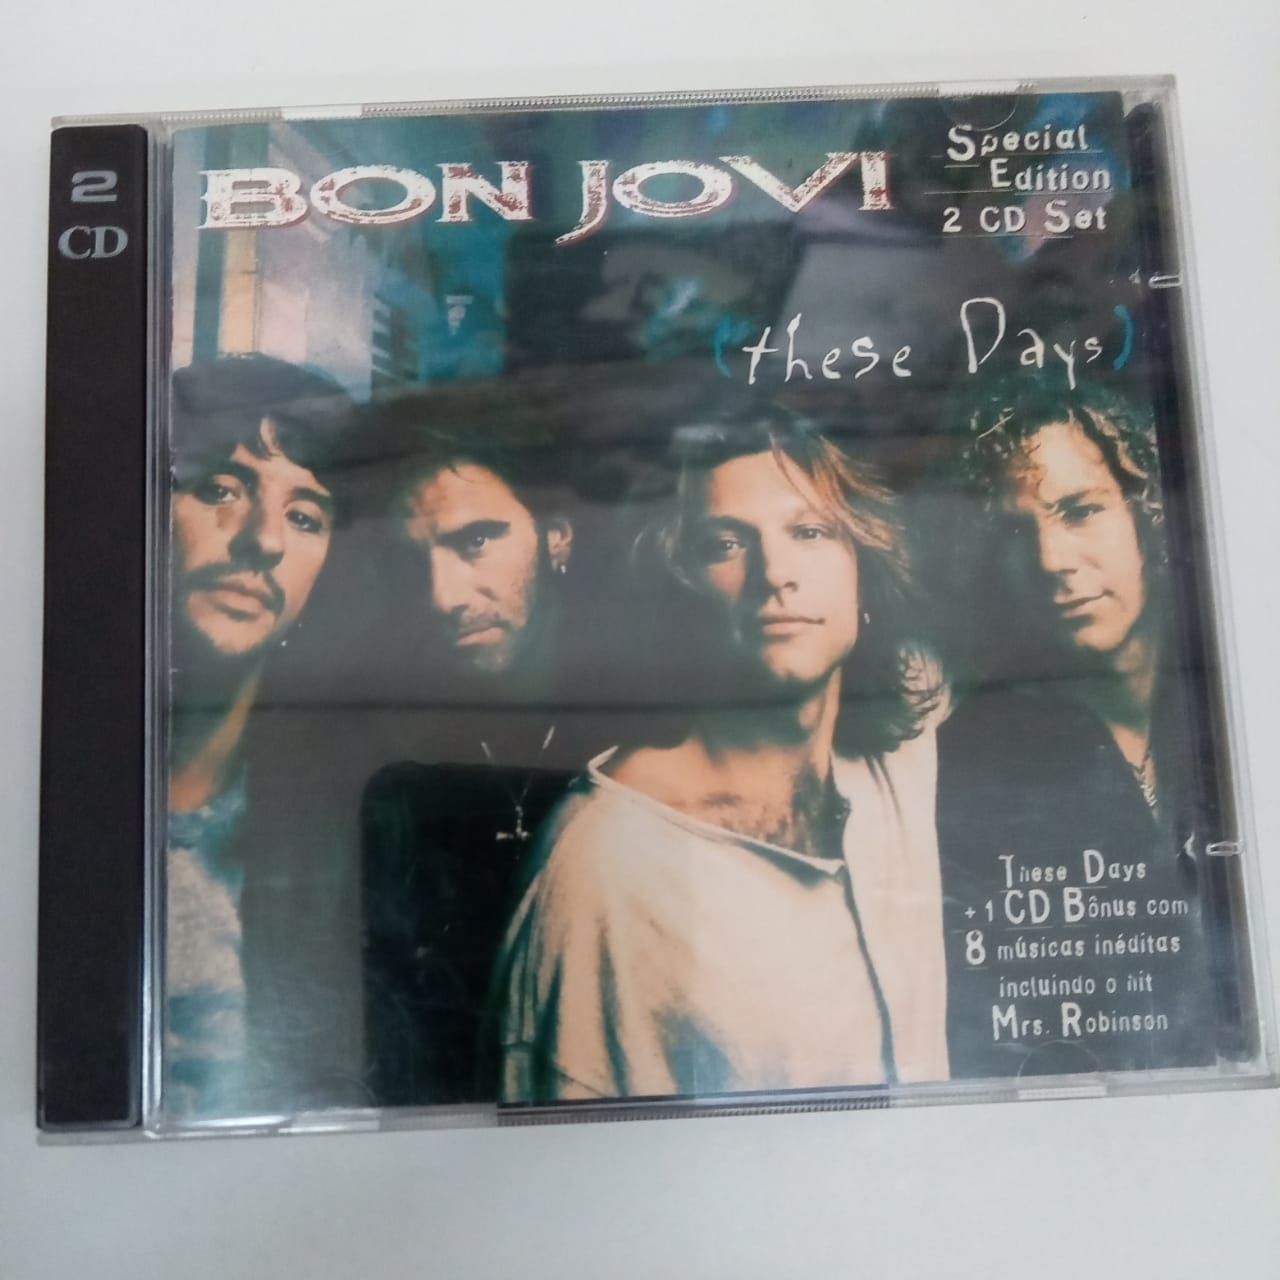 2
CD
BON JOVI
Special
Edition
2 CD Set
(these Days)
These Days
+ 1 CD Bônus com
8 músicas inéditas
incluindo o hit
Mrs. Robinson